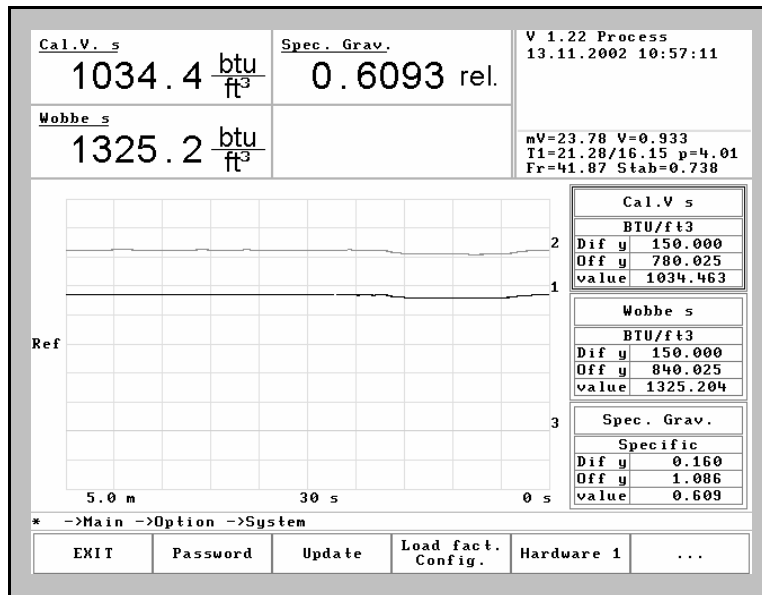 Cal.V. s
1034.4 btu/ft³
Spec. Grav.
0.6093 rel.
V 1.22 Process
13.11.2002 10:57:11
Wobbe s
1325.2 btu/ft³
mV=23.78 V=0.933
T1=21.28/16.15 p=4.01
Fr=41.87 Stab=0.738
2
1
Ref
3
5.0 m 30 s 0 s
Cal.V s
BTU/ft3
Dif y 150.000
Off y 780.025
value 1034.463
Wobbe s
BTU/ft3
Dif y 150.000
Off y 840.025
value 1325.204
Spec. Grav.
Specific
Dif y 0.160
Off y 1.086
value 0.609
* ->Main ->Option ->System
EXIT
Password
Update
Load fact.
Config.
Hardware 1
...